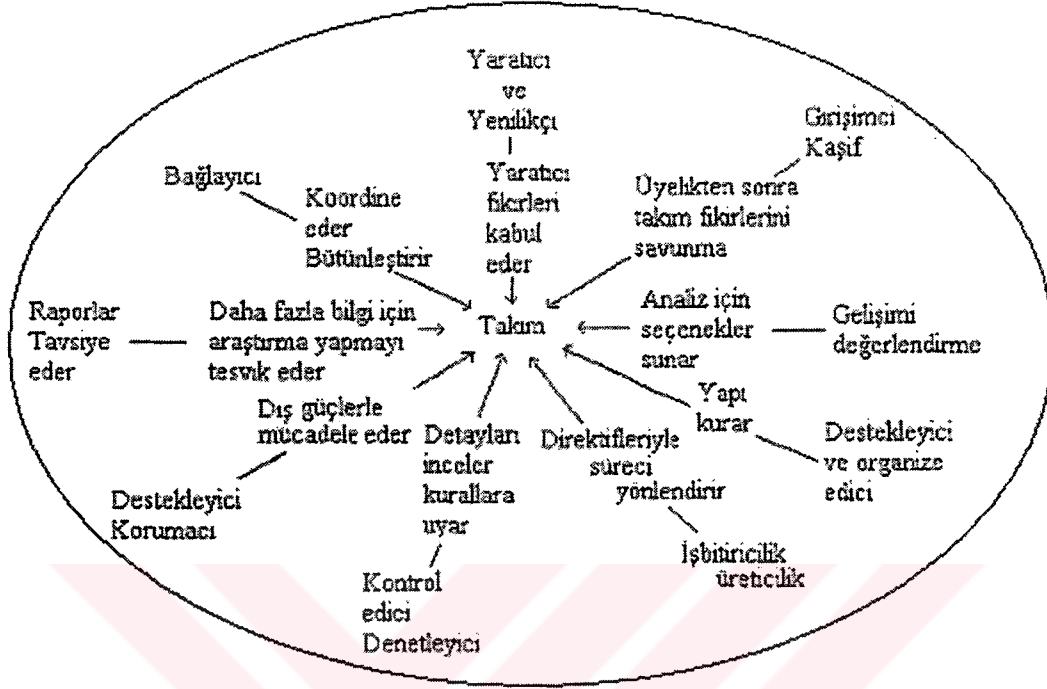 Yaratıcı
ve
Yenilikçı
Girişimci
Kaşif
Bağlayıcı
Koordine
eder
Bütünleştirir
Yaratıcı
fikirleri
kabul
eder
Üyelikten sonra
takım fikirlerini
savunma
Raporlar
Tavsiye
eder
Daha fazla bilgi için
araştırma yapmayı
tesvik eder
Takım
Analiz için
seçenekler
sunar
Gelişimi
değerlendirme
Dış güçlerle
mücadele eder
Destekleyici
Korumacı
Detayları
inceler
kurallara
uyar
Kontrol
edici
Denetleyici
Direktifleriyle
süreci
yönlendirir
İşbitiricilik
üreticilik
Yapı
kurar
Destekleyici
ve organize
edici